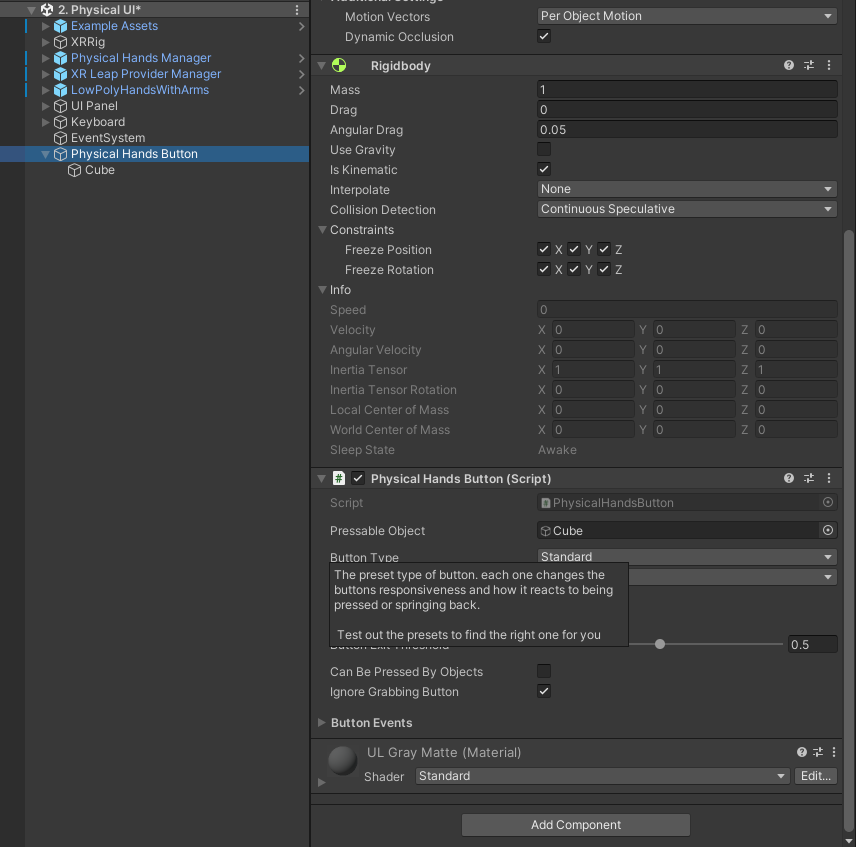 2. Physical UI*
Example Assets
XRRig
Physical Hands Manager
XR Leap Provider Manager
LowPolyHandsWithArms
UI Panel
Keyboard
EventSystem
Physical Hands Button
Cube
Additional Settings
Motion Vectors Per Object Motion
Dynamic Occlusion
Rigidbody
Mass 1
Drag 0
Angular Drag 0.05
Use Gravity
Is Kinematic
Interpolate None
Collision Detection Continuous Speculative
Constraints
Freeze Position X Y Z
Freeze Rotation X Y Z
Info
Speed 0
Velocity X 0 Y 0 Z 0
Angular Velocity X 0 Y 0 Z 0
Inertia Tensor X 1 Y 1 Z 1
Inertia Tensor Rotation X 0 Y 0 Z 0
Local Center of Mass X 0 Y 0 Z 0
World Center of Mass X 0 Y 0 Z 0
Sleep State Awake
# Physical Hands Button (Script)
Script PhysicalHandsButton
Pressable Object Cube
Button Type Standard
The preset type of button. each one changes the
buttons responsiveness and how it reacts to being
pressed or springing back.
Test out the presets to find the right one for you
Button Exit Threshold 0.5
Can Be Pressed By Objects
Ignore Grabbing Button
Button Events
UL Gray Matte (Material)
Shader Standard Edit...
Add Component